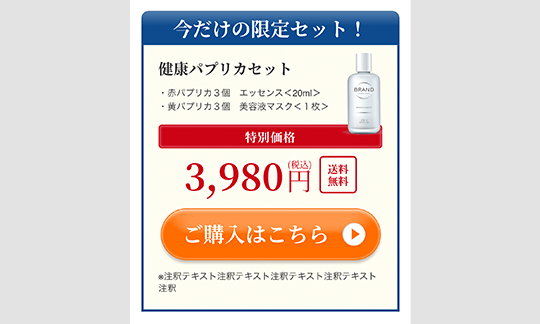 今だけの限定セット！
健康パプリカセット
・赤パプリカ３個　エッセンス＜20ml＞
・黄パプリカ３個　美容液マスク＜１枚＞
BRAND
特別価格
3,980円(税込)
送料
無料
ご購入はこちら
※注釈テキスト注釈テキスト注釈テキスト注釈テキスト
注釈